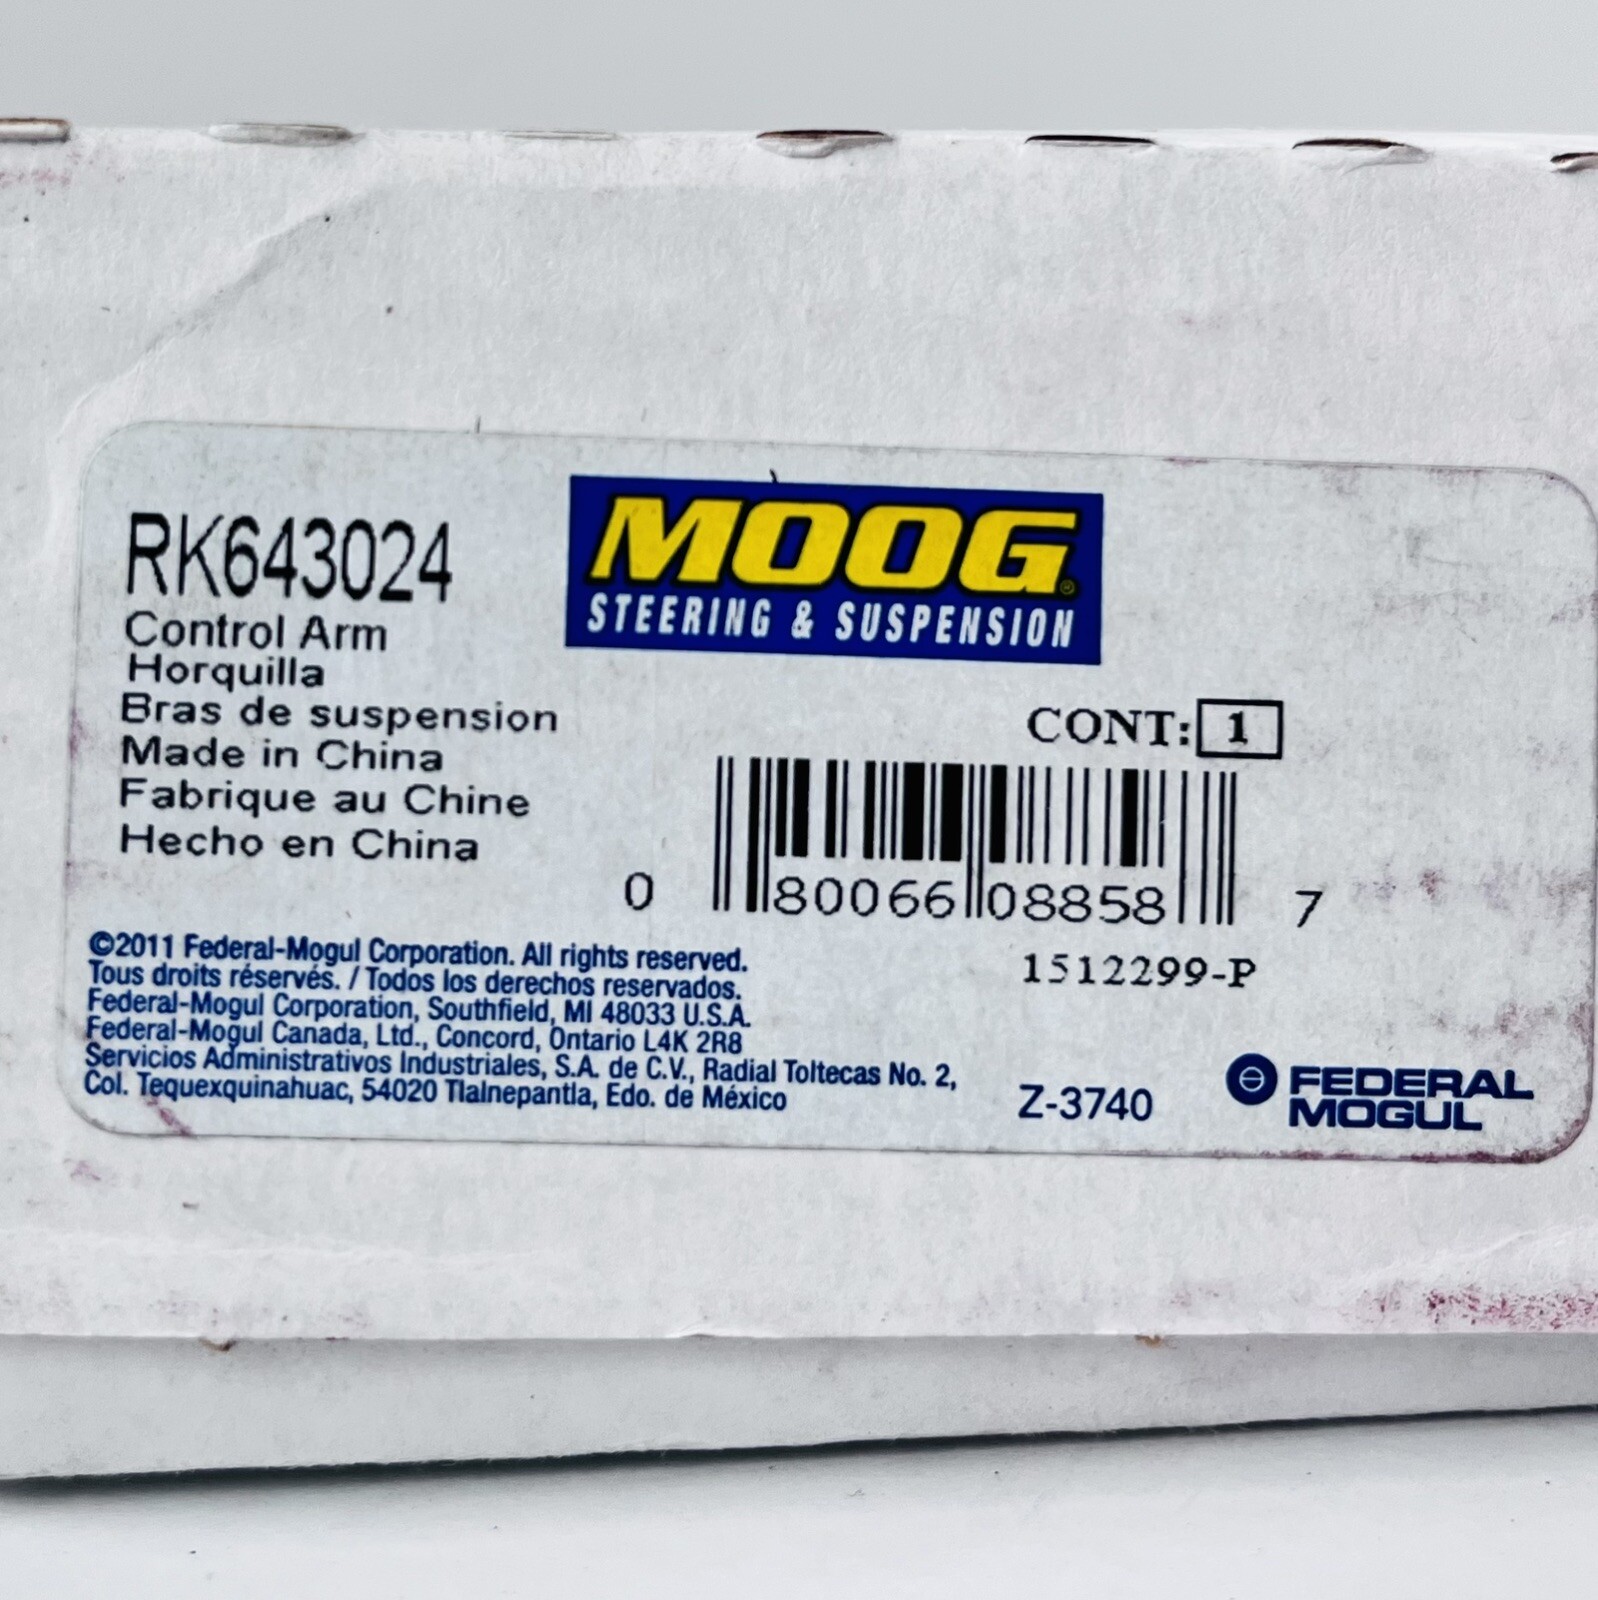 RK643024
Control Arm
Horquilla
Bras de suspension
Made in China
Fabrique au Chine
Hecho en China
MOOG®
STEERING & SUSPENSION
CONT: 1
0 80066 08858 7
1512299-P
©2011 Federal-Mogul Corporation. All rights reserved.
Tous droits réservés. / Todos los derechos reservados.
Federal-Mogul Corporation, Southfield, MI 48033 U.S.A.
Federal-Mogul Canada, Ltd., Concord, Ontario L4K 2R8
Servicios Administrativos Industriales, S.A. de C.V., Radial Toltecas No. 2,
Col. Tequexquinahuac, 54020 Tlalnepantla, Edo. de México
Z-3740
FEDERAL
MOGUL